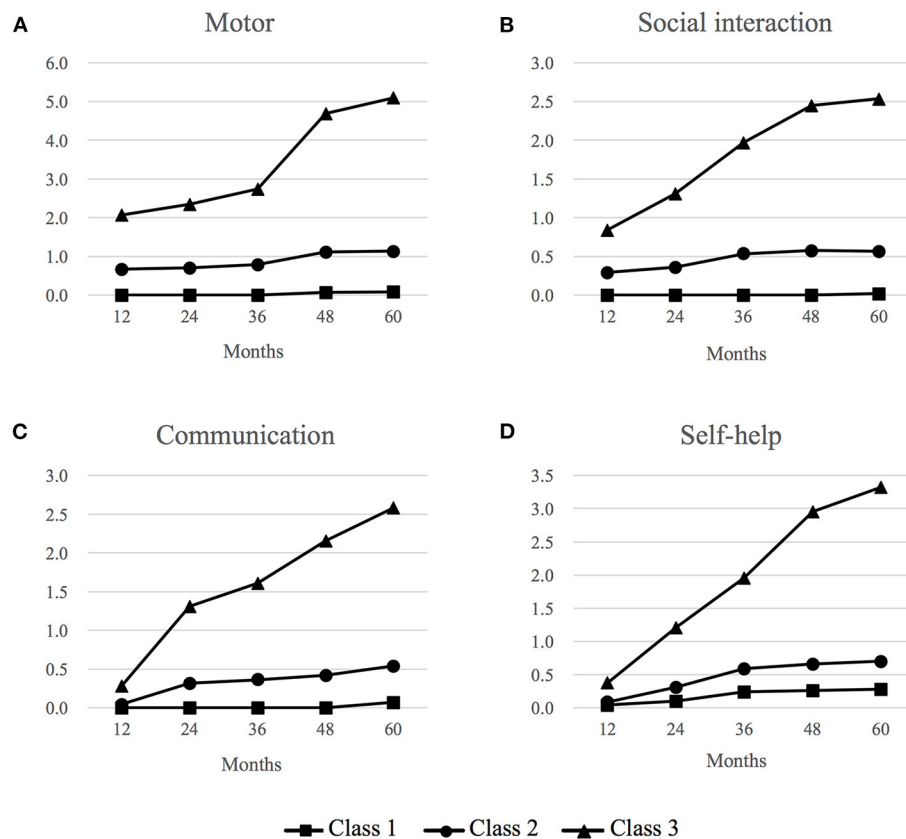 A
Motor
6.0
5.0
4.0
3.0
2.0
1.0
0.0
12 24 36 48 60
Months
B
Social interaction
3.0
2.5
2.0
1.5
1.0
0.5
0.0
12 24 36 48 60
Months
C
Communication
3.0
2.5
2.0
1.5
1.0
0.5
0.0
12 24 36 48 60
Months
D
Self-help
3.5
3.0
2.5
2.0
1.5
1.0
0.5
0.0
12 24 36 48 60
Months
Class 1 Class 2 Class 3